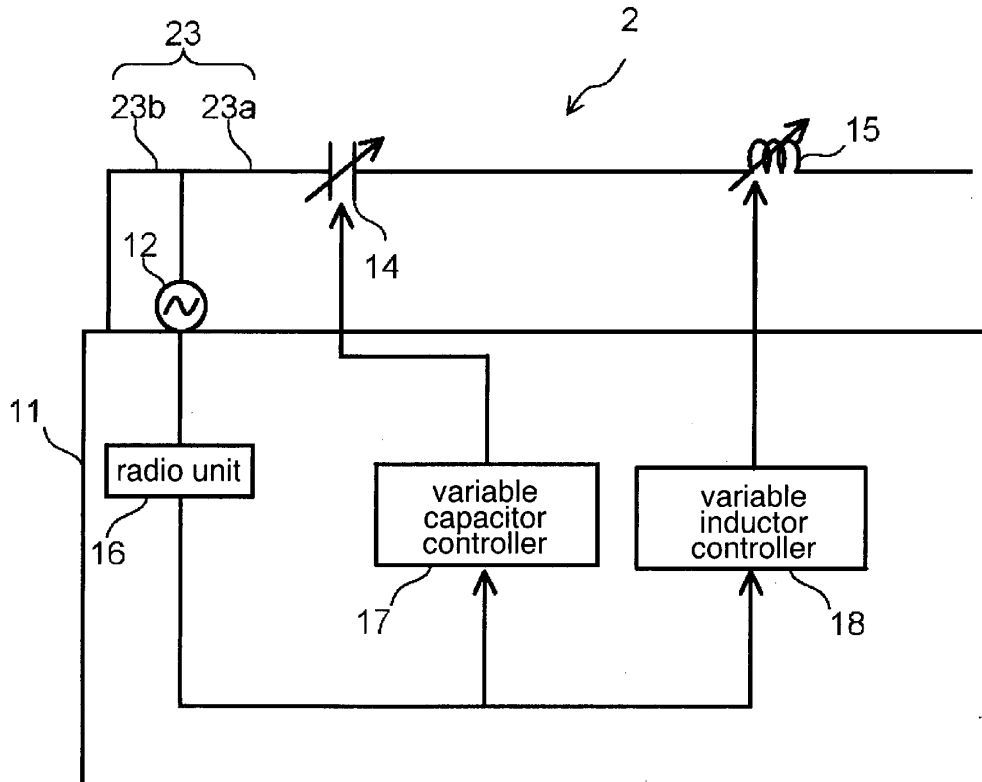 23
2
23b
23a
15
12
14
11
radio unit
16
variable
capacitor
controller
variable
inductor
controller
17
18